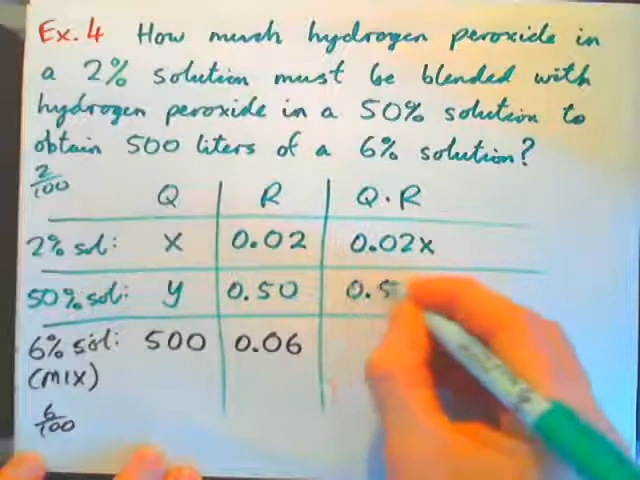 Ex. 4 How much hydrogen peroxide in
a 2% solution must be blended with
hydrogen peroxide in a 50% solution to
obtain 500 liters of a 6% solution?
2/100
Q R Q·R
2% sol: x 0.02 0.02x
50% sol: y 0.50 0.5
6% sol: 500 0.06
(MIX)
6/100